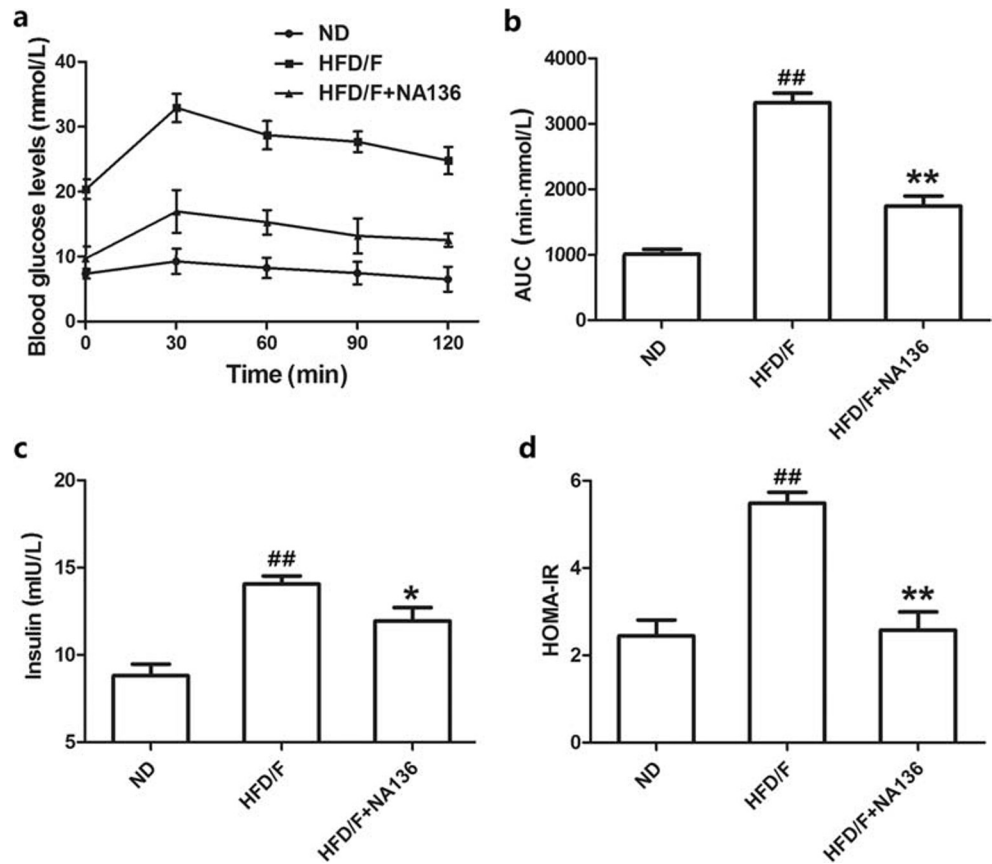 a
ND
HFD/F
HFD/F+NA136
Blood glucose levels (mmol/L)
40
30
20
10
0
0 30 60 90 120
Time (min)
b
AUC (min·mmol/L)
4000
3000
2000
1000
0
##
**
ND
HFD/F
HFD/F+NA136
c
Insulin (mIU/L)
20
15
10
5
##
*
ND
HFD/F
HFD/F+NA136
d
HOMA-IR
6
4
2
0
##
**
ND
HFD/F
HFD/F+NA136